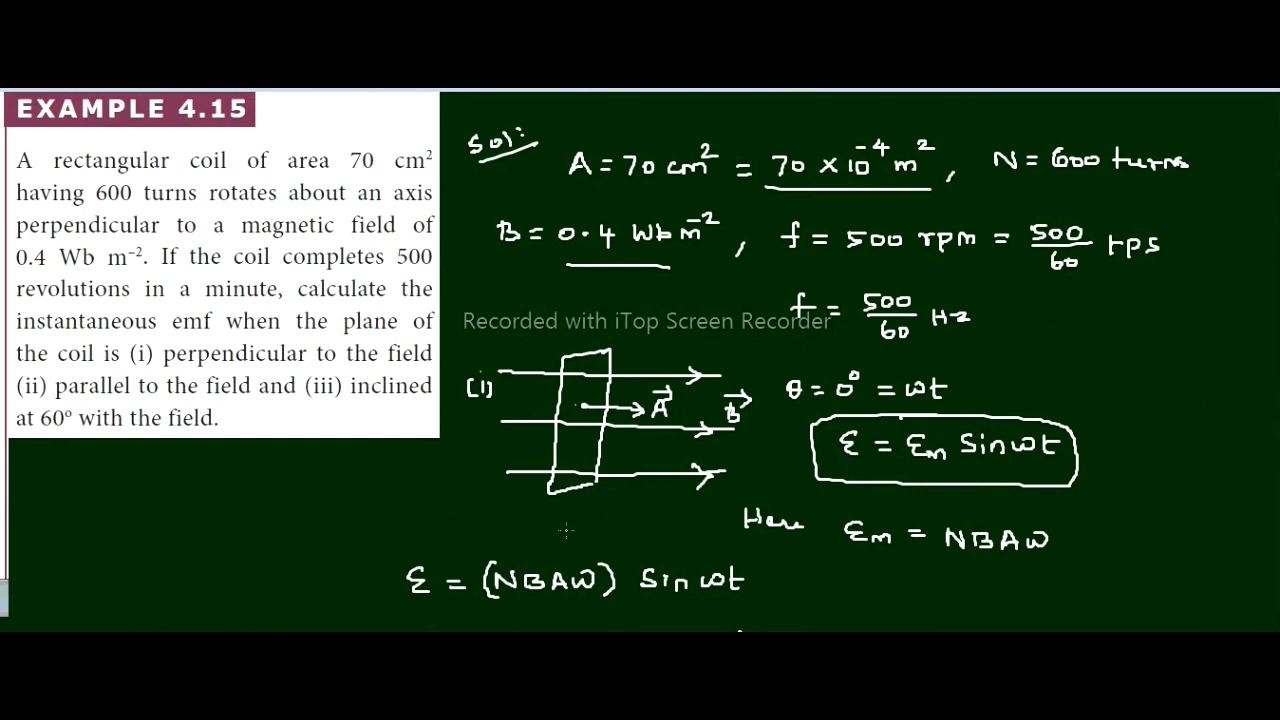 EXAMPLE 4.15
A rectangular coil of area 70 cm²
having 600 turns rotates about an axis
perpendicular to a magnetic field of
0.4 Wb m⁻². If the coil completes 500
revolutions in a minute, calculate the
instantaneous emf when the plane of
the coil is (i) perpendicular to the field
(ii) parallel to the field and (iii) inclined
at 60° with the field.
Sol:
A = 70 cm² = 70 × 10⁻⁴ m², N = 600 turns
B = 0.4 Wb m⁻², f = 500 rpm = 500/60 rps
f = 500/60 Hz
Recorded with iTop Screen Recorder
(i) A⃗ B⃗ θ = 0° = ωt
ε = εm Sin ωt
Here εm = NBAω
ε = (NBAω) Sin ωt